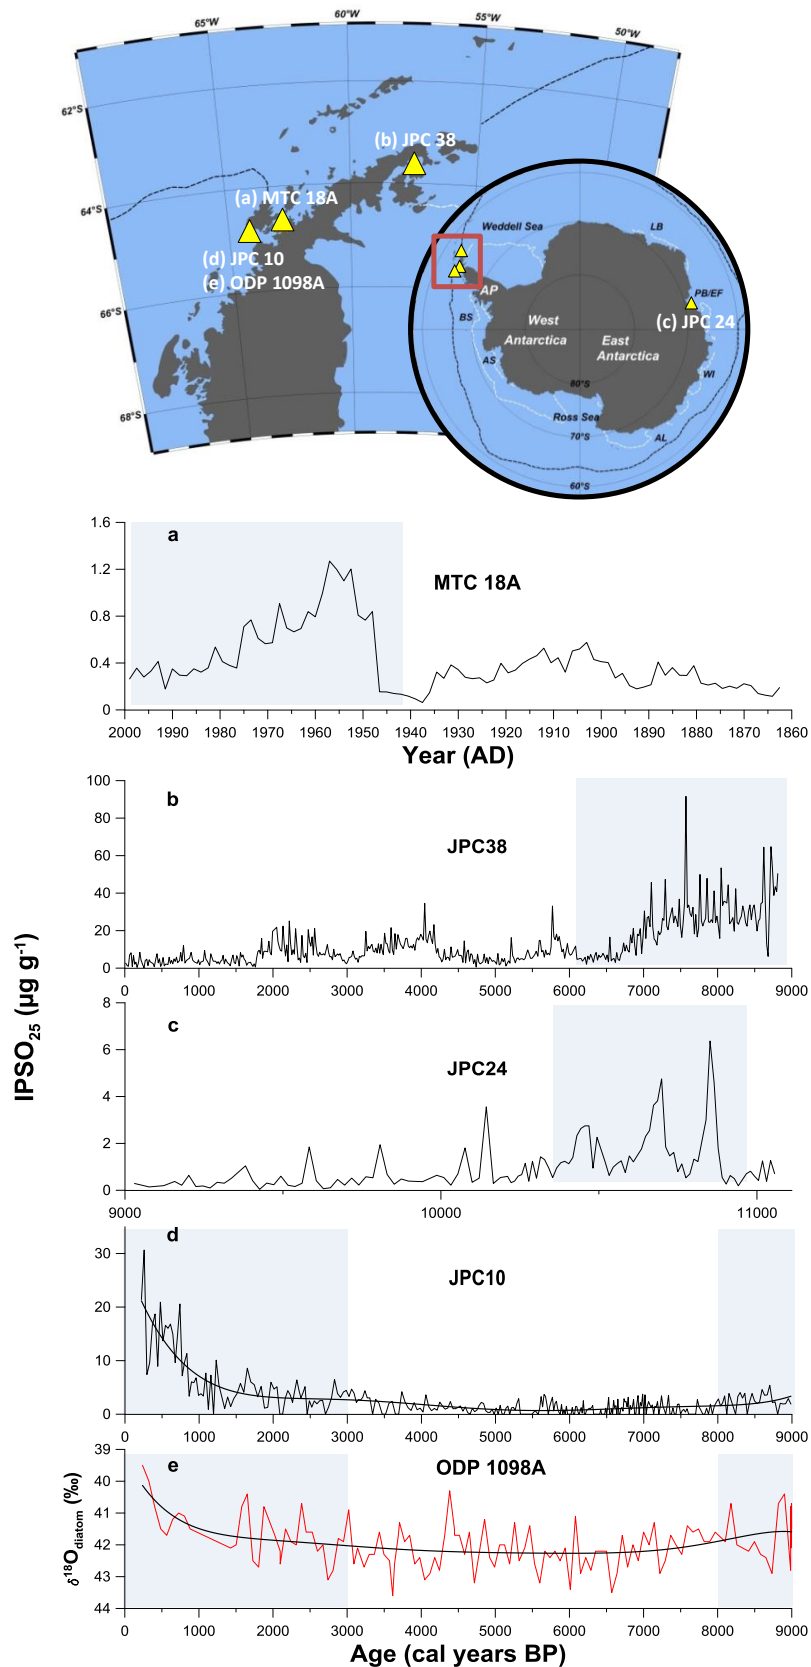 65°W
60°W
55°W
50°W
62°S
64°S
66°S
68°S
(b) JPC 38
(a) MTC 18A
(d) JPC 10
(e) ODP 1098A
Weddell Sea
LB
AP
PB/EF
(c) JPC 24
BS
West
Antarctica
East
Antarctica
AS
WI
80°S
Ross Sea
70°S
AL
60°S
IPSO25 (µg g-1)
a
MTC 18A
1.6
1.2
0.8
0.4
0
2000 1990 1980 1970 1960 1950 1940 1930 1920 1910 1900 1890 1880 1870 1860
Year (AD)
b
JPC38
100
80
60
40
20
0
0 1000 2000 3000 4000 5000 6000 7000 8000 9000
c
JPC24
8
6
4
2
0
9000 10000 11000
d
JPC10
30
20
10
0
0 1000 2000 3000 4000 5000 6000 7000 8000 9000
e
ODP 1098A
δ18Odiatom (‰)
39
40
41
42
43
44
0 1000 2000 3000 4000 5000 6000 7000 8000 9000
Age (cal years BP)